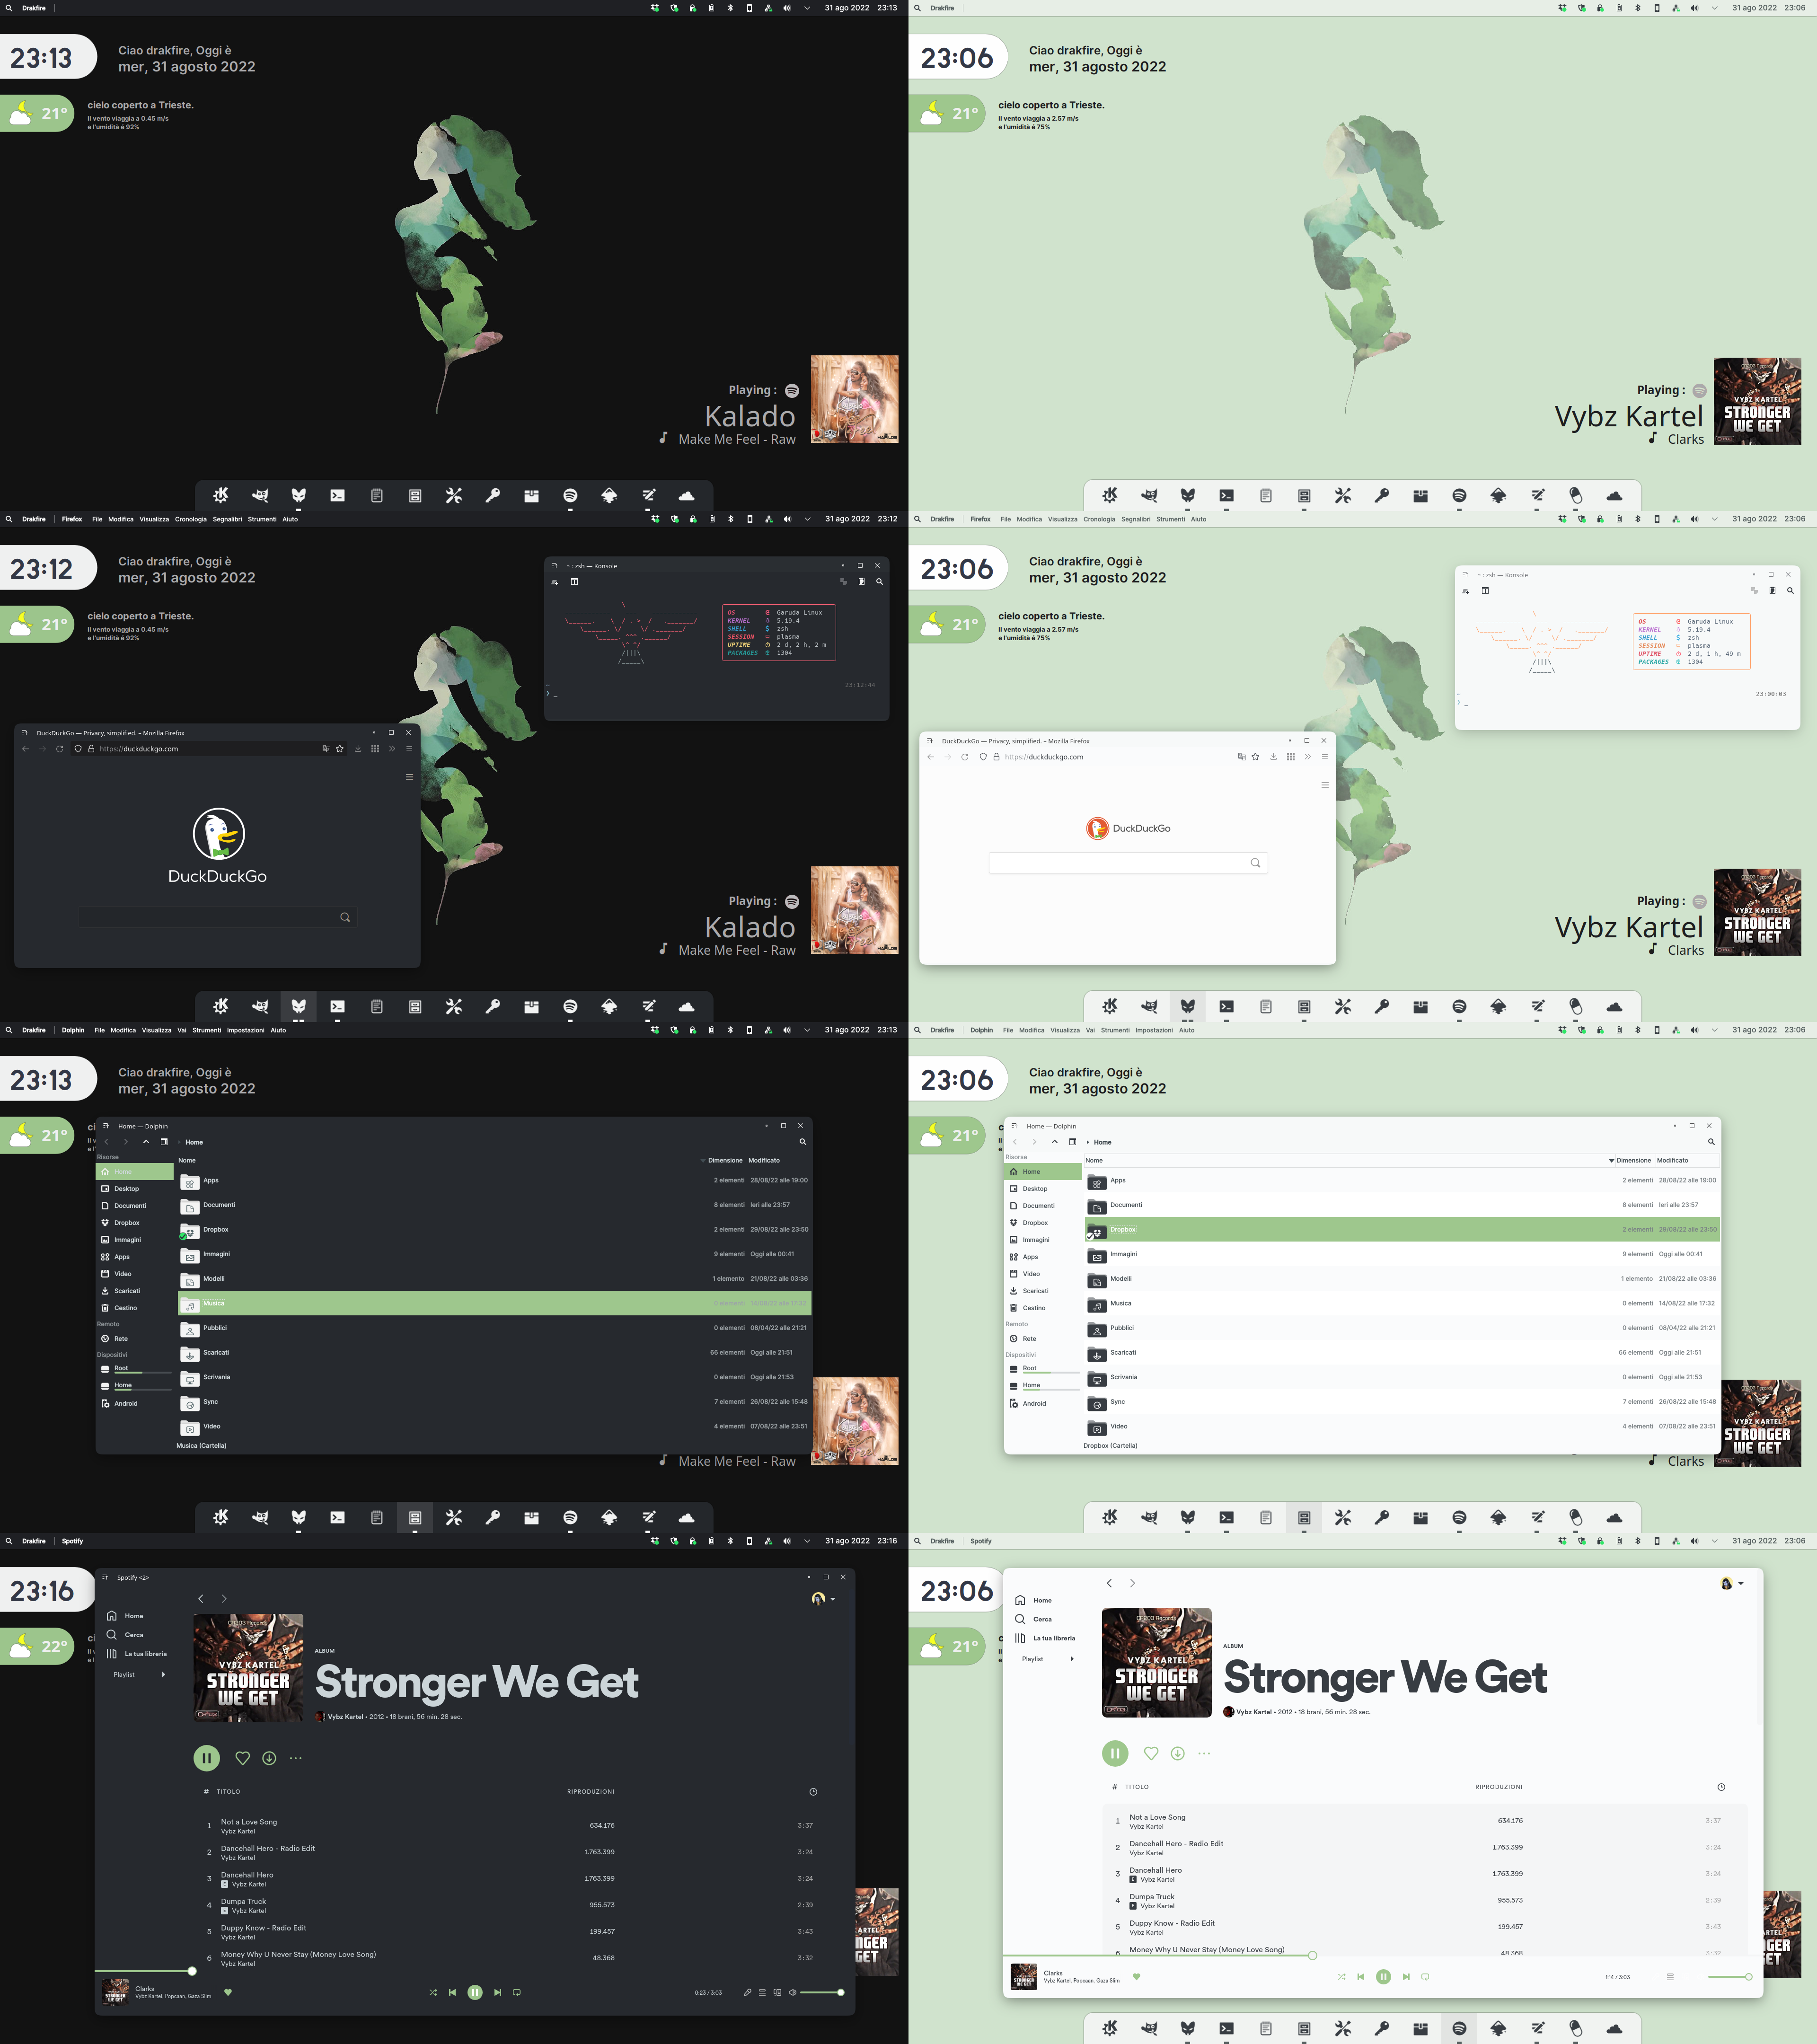 Drakfire
31 ago 2022 23:13
23:13
Ciao drakfire, Oggi è
mer, 31 agosto 2022
21°
cielo coperto a Trieste.
Il vento viaggia a 0.45 m/s
e l'umidità é 92%
Playing :
Kalado
Make Me Feel - Raw
Drakfire
31 ago 2022 23:06
23:06
Ciao drakfire, Oggi è
mer, 31 agosto 2022
21°
cielo coperto a Trieste.
Il vento viaggia a 2.57 m/s
e l'umidità é 75%
Playing :
Vybz Kartel
Clarks
VYBZ KARTEL
STRONGER
WE GET
Drakfire Firefox File Modifica Visualizza Cronologia Segnalibri Strumenti Aiuto
31 ago 2022 23:12
23:12
Ciao drakfire, Oggi è
mer, 31 agosto 2022
21°
cielo coperto a Trieste.
Il vento viaggia a 0.45 m/s
e l'umidità é 92%
~ : zsh — Konsole
OS Garuda Linux
KERNEL 5.19.4
SHELL zsh
SESSION plasma
UPTIME 2 d, 2 h, 2 m
PACKAGES 1304
23:12:44
DuckDuckGo — Privacy, simplified. – Mozilla Firefox
https://duckduckgo.com
DuckDuckGo
Playing :
Kalado
Make Me Feel - Raw
Drakfire Firefox File Modifica Visualizza Cronologia Segnalibri Strumenti Aiuto
31 ago 2022 23:06
23:06
Ciao drakfire, Oggi è
mer, 31 agosto 2022
21°
cielo coperto a Trieste.
Il vento viaggia a 2.57 m/s
e l'umidità é 75%
~ : zsh — Konsole
OS Garuda Linux
KERNEL 5.19.4
SHELL zsh
SESSION plasma
UPTIME 2 d, 1 h, 49 m
PACKAGES 1304
23:00:03
DuckDuckGo — Privacy, simplified. – Mozilla Firefox
https://duckduckgo.com
DuckDuckGo
Playing :
Vybz Kartel
Clarks
VYBZ KARTEL
STRONGER
WE GET
Drakfire Dolphin File Modifica Visualizza Vai Strumenti Impostazioni Aiuto
31 ago 2022 23:13
23:13
Ciao drakfire, Oggi è
mer, 31 agosto 2022
21°
Home — Dolphin
Home
Risorse
Home
Desktop
Documenti
Dropbox
Immagini
Apps
Video
Scaricati
Cestino
Remoto
Rete
Dispositivi
Root
Home
Android
Nome Dimensione Modificato
Apps 2 elementi 28/08/22 alle 19:00
Documenti 8 elementi Ieri alle 23:57
Dropbox 2 elementi 29/08/22 alle 23:50
Immagini 9 elementi Oggi alle 00:41
Modelli 1 elemento 21/08/22 alle 03:36
Musica 0 elementi 14/08/22 alle 17:32
Pubblici 0 elementi 08/04/22 alle 21:21
Scaricati 66 elementi Oggi alle 21:51
Scrivania 0 elementi Oggi alle 21:53
Sync 7 elementi 26/08/22 alle 15:48
Video 4 elementi 07/08/22 alle 23:51
Musica (Cartella)
Make Me Feel - Raw
Drakfire Dolphin File Modifica Visualizza Vai Strumenti Impostazioni Aiuto
31 ago 2022 23:06
23:06
Ciao drakfire, Oggi è
mer, 31 agosto 2022
21°
Home — Dolphin
Home
Risorse
Home
Desktop
Documenti
Dropbox
Immagini
Apps
Video
Scaricati
Cestino
Remoto
Rete
Dispositivi
Root
Home
Android
Nome Dimensione Modificato
Apps 2 elementi 28/08/22 alle 19:00
Documenti 8 elementi Ieri alle 23:57
Dropbox 2 elementi 29/08/22 alle 23:50
Immagini 9 elementi Oggi alle 00:41
Modelli 1 elemento 21/08/22 alle 03:36
Musica 0 elementi 14/08/22 alle 17:32
Pubblici 0 elementi 08/04/22 alle 21:21
Scaricati 66 elementi Oggi alle 21:51
Scrivania 0 elementi Oggi alle 21:53
Sync 7 elementi 26/08/22 alle 15:48
Video 4 elementi 07/08/22 alle 23:51
Dropbox (Cartella)
VYBZ KARTEL
STRONGER
WE GET
Clarks
Drakfire Spotify
31 ago 2022 23:16
23:16
22°
Spotify <2>
Home
Cerca
La tua libreria
Playlist
VYBZ KARTEL
STRONGER
WE GET
ALBUM
Stronger We Get
Vybz Kartel • 2012 • 18 brani, 56 min. 28 sec.
# TITOLO RIPRODUZIONI
1 Not a Love Song 634.176 3:37
Vybz Kartel
2 Dancehall Hero - Radio Edit 1.763.399 3:24
Vybz Kartel
3 Dancehall Hero 1.763.399 3:24
E Vybz Kartel
4 Dumpa Truck 955.573 2:39
E Vybz Kartel
5 Duppy Know - Radio Edit 199.457 3:43
Vybz Kartel
6 Money Why U Never Stay (Money Love Song) 48.368 3:32
Clarks
Vybz Kartel, Popcaan, Gaza Slim
0:23 / 3:03
Drakfire Spotify
31 ago 2022 23:06
23:06
21°
Home
Cerca
La tua libreria
Playlist
VYBZ KARTEL
STRONGER
WE GET
ALBUM
Stronger We Get
Vybz Kartel • 2012 • 18 brani, 56 min. 28 sec.
# TITOLO RIPRODUZIONI
1 Not a Love Song 634.176 3:37
Vybz Kartel
2 Dancehall Hero - Radio Edit 1.763.399 3:24
Vybz Kartel
3 Dancehall Hero 1.763.399 3:24
E Vybz Kartel
4 Dumpa Truck 955.573 2:39
E Vybz Kartel
5 Duppy Know - Radio Edit 199.457 3:43
Vybz Kartel
6 Money Why U Never Stay (Money Love Song) 48.368 3:32
Clarks
Vybz Kartel, Popcaan, Gaza Slim
1:14 / 3:03